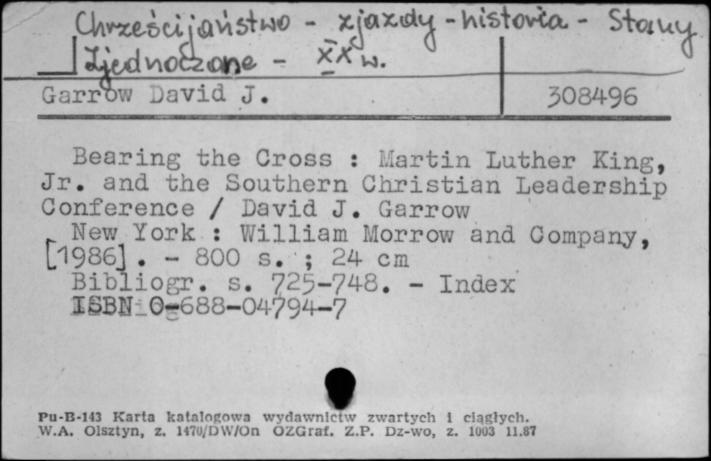 Chrześcijaństwo - zjazdy - historia - Stany
Zjednoczone - XX w.
Garrow David J. 308496
Bearing the Cross : Martin Luther King,
Jr. and the Southern Christian Leadership
Conference / David J. Garrow
New York : William Morrow and Company,
[1986]. - 800 s. ; 24 cm
Bibliogr. s. 725-748. - Index
ISBN 0-688-04794-7
Pu-B-143 Karta katalogowa wydawnictw zwartych i ciągłych.
W.A. Olsztyn, z. 1470/DW/On OZGraf. Z.P. Dz-wo, z. 1003 11.87